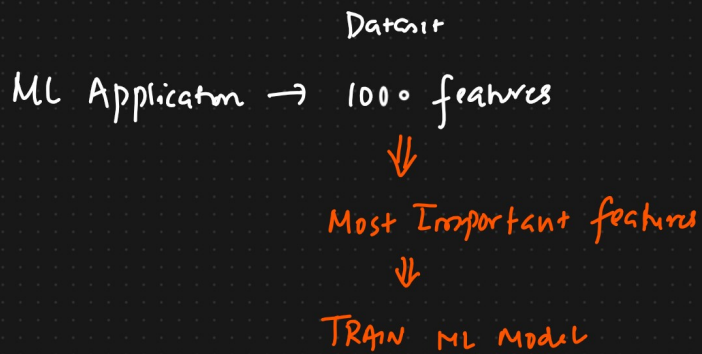 Dataset
ML Application → 1000 features
⇓
Most Important features
⇓
TRAIN ML Model